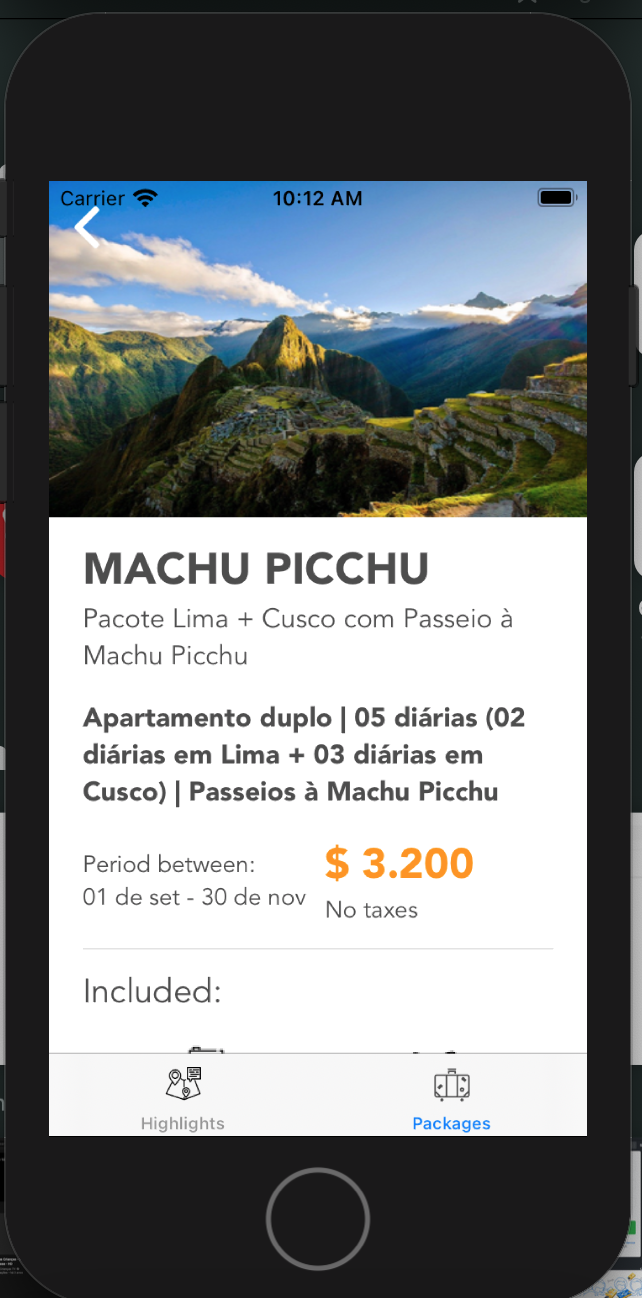 Carrier
10:12 AM
MACHU PICCHU
Pacote Lima + Cusco com Passeio à
Machu Picchu
Apartamento duplo | 05 diárias (02
diárias em Lima + 03 diárias em
Cusco) | Passeios à Machu Picchu
Period between:
01 de set - 30 de nov
$ 3.200
No taxes
Included:
Highlights
Packages